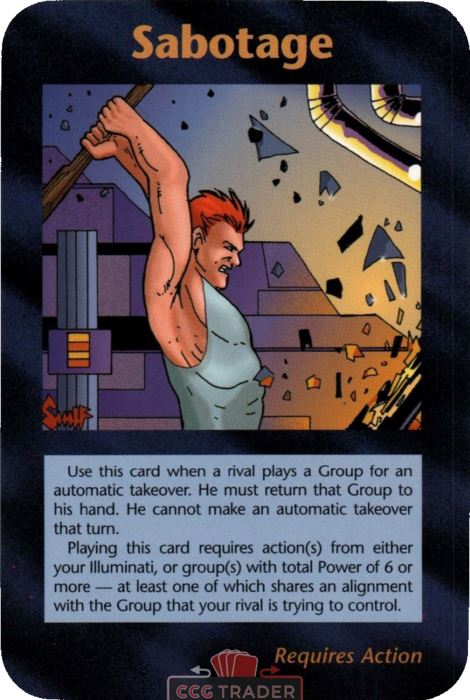 Sabotage
Use this card when a rival plays a Group for an
automatic takeover. He must return that Group to
his hand. He cannot make an automatic takeover
that turn.
Playing this card requires action(s) from either
your Illuminati, or group(s) with total Power of 6 or
more — at least one of which shares an alignment
with the Group that your rival is trying to control.
Requires Action
CCG TRADER